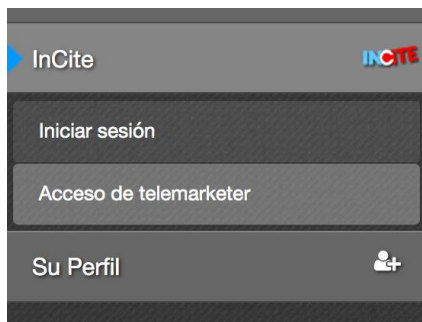 InCite
INCITE
Iniciar sesión
Acceso de telemarketer
Su Perfil